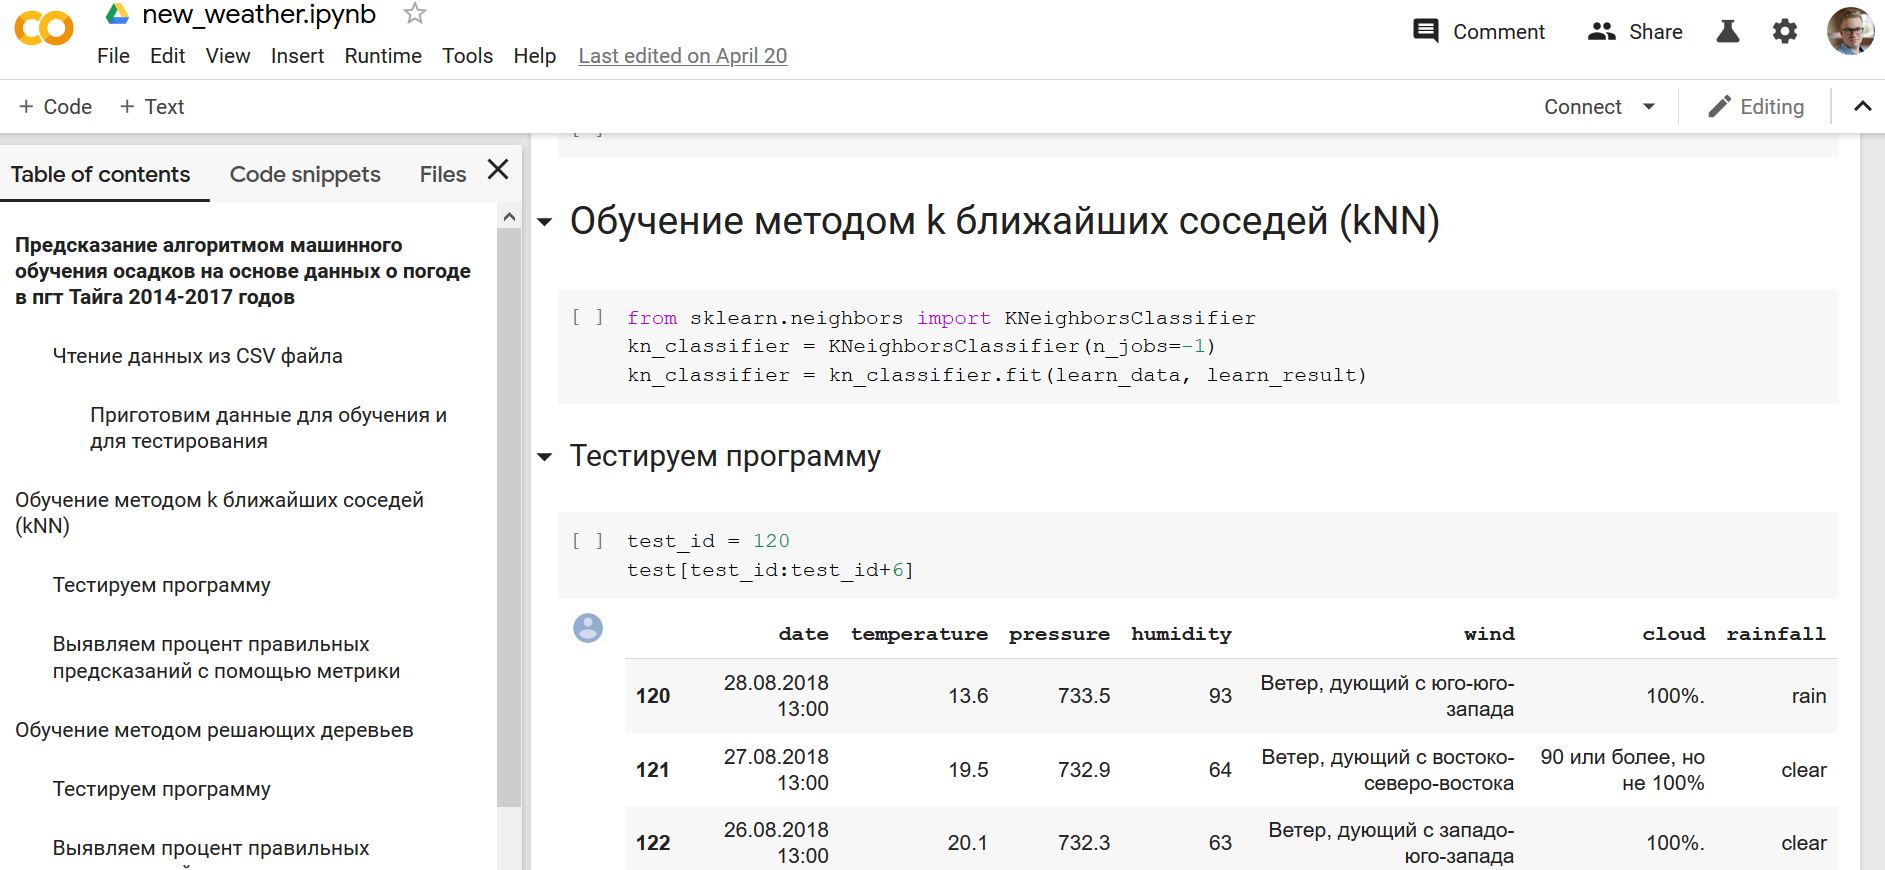 new_weather.ipynb
Comment
Share
File Edit View Insert Runtime Tools Help Last edited on April 20
+ Code + Text
Connect
Editing
Table of contents Code snippets Files
Предсказание алгоритмом машинного
обучения осадков на основе данных о погоде
в пгт Тайга 2014-2017 годов
Чтение данных из CSV файла
Приготовим данные для обучения и
для тестирования
Обучение методом k ближайших соседей
(kNN)
Тестируем программу
Выявляем процент правильных
предсказаний с помощью метрики
Обучение методом решающих деревьев
Тестируем программу
Выявляем процент правильных
[ ]
Обучение методом k ближайших соседей (kNN)
[ ] from sklearn.neighbors import KNeighborsClassifier
kn_classifier = KNeighborsClassifier(n_jobs=-1)
kn_classifier = kn_classifier.fit(learn_data, learn_result)
Тестируем программу
[ ] test_id = 120
test[test_id:test_id+6]
date temperature pressure humidity wind cloud rainfall
120 28.08.2018 13:00 13.6 733.5 93 Ветер, дующий с юго-юго-запада 100%. rain
121 27.08.2018 13:00 19.5 732.9 64 Ветер, дующий с востоко-северо-востока 90 или более, но не 100% clear
122 26.08.2018 13:00 20.1 732.3 63 Ветер, дующий с западо-юго-запада 100%. clear